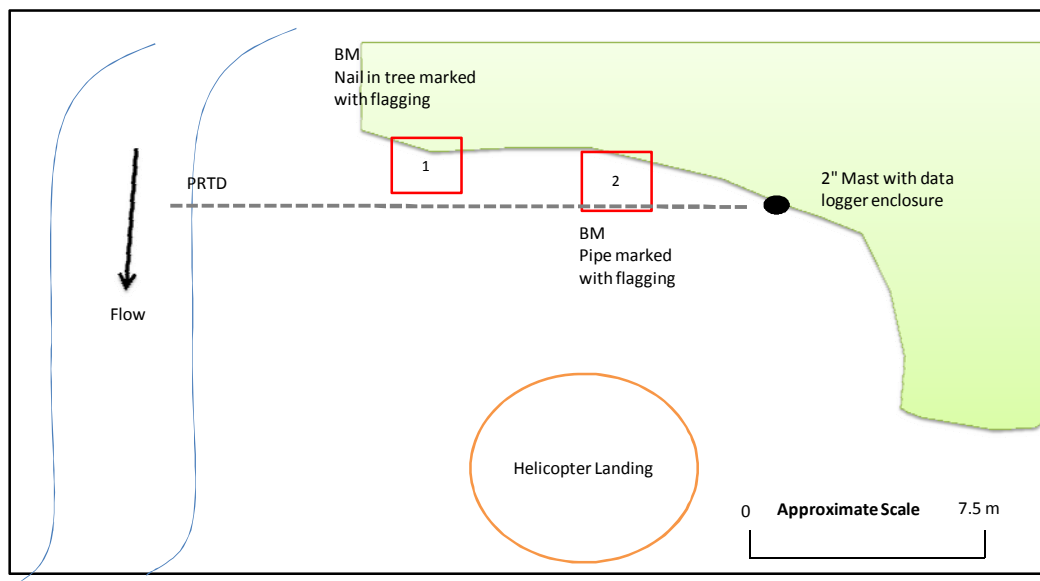 BM
Nail in tree marked
with flagging
1
2
PRTD
2" Mast with data
logger enclosure
BM
Pipe marked
with flagging
Flow
Helicopter Landing
0 Approximate Scale 7.5 m